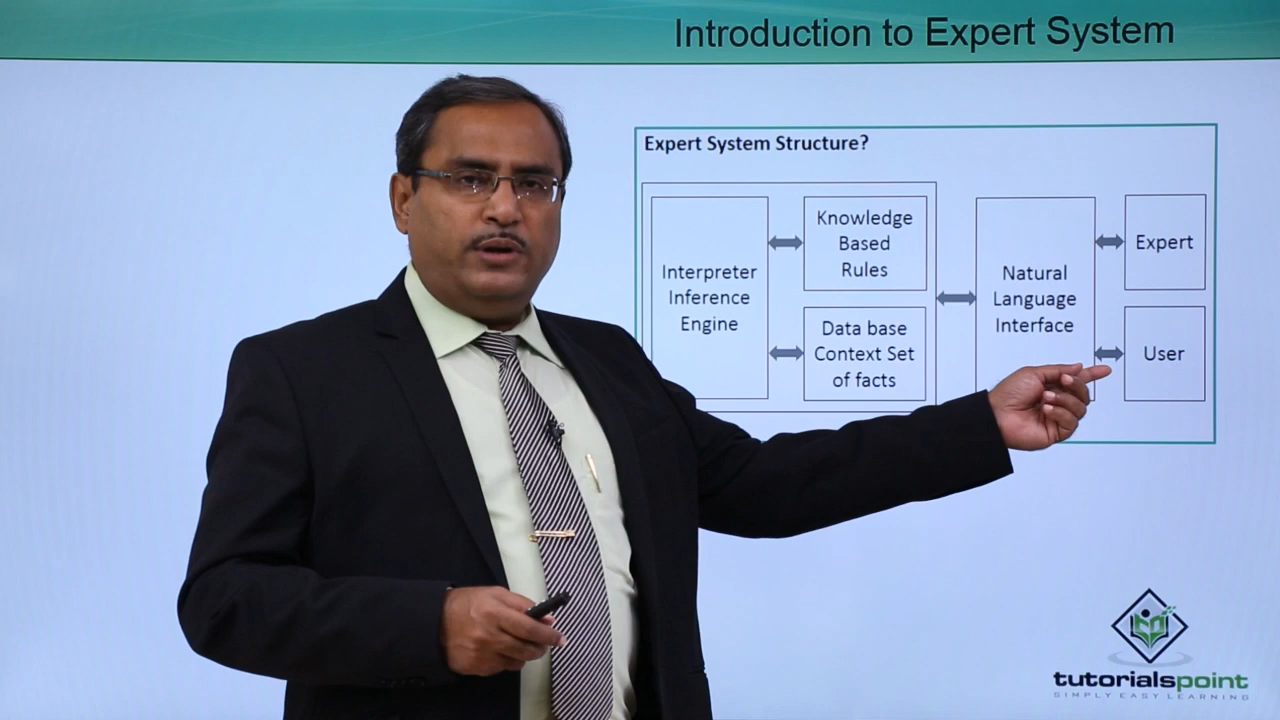 Introduction to Expert System
Expert System Structure?
Interpreter
Inference
Engine
Knowledge
Based
Rules
Data base
Context Set
of facts
Natural
Language
Interface
Expert
User
tutorialspoint
SIMPLY EASY LEARNING